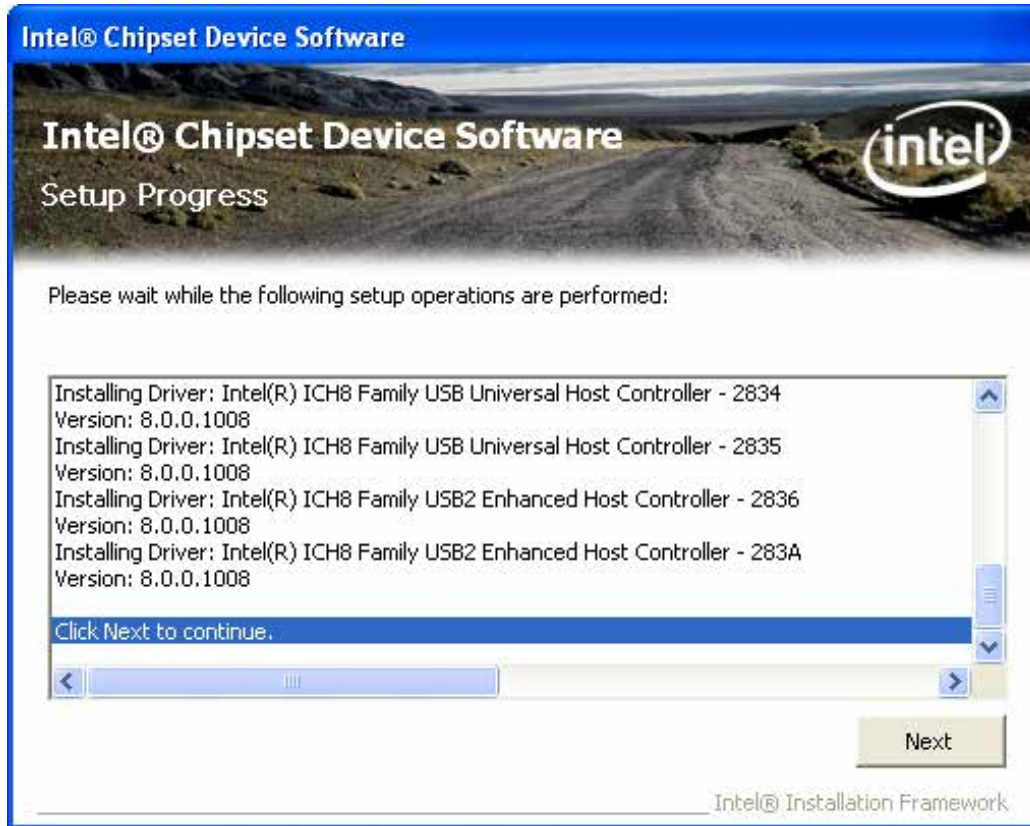 Intel® Chipset Device Software
Intel® Chipset Device Software
intel
Setup Progress
Please wait while the following setup operations are performed:
Installing Driver: Intel(R) ICH8 Family USB Universal Host Controller - 2834
Version: 8.0.0.1008
Installing Driver: Intel(R) ICH8 Family USB Universal Host Controller - 2835
Version: 8.0.0.1008
Installing Driver: Intel(R) ICH8 Family USB2 Enhanced Host Controller - 2836
Version: 8.0.0.1008
Installing Driver: Intel(R) ICH8 Family USB2 Enhanced Host Controller - 283A
Version: 8.0.0.1008
Click Next to continue.
Next
Intel® Installation Framework